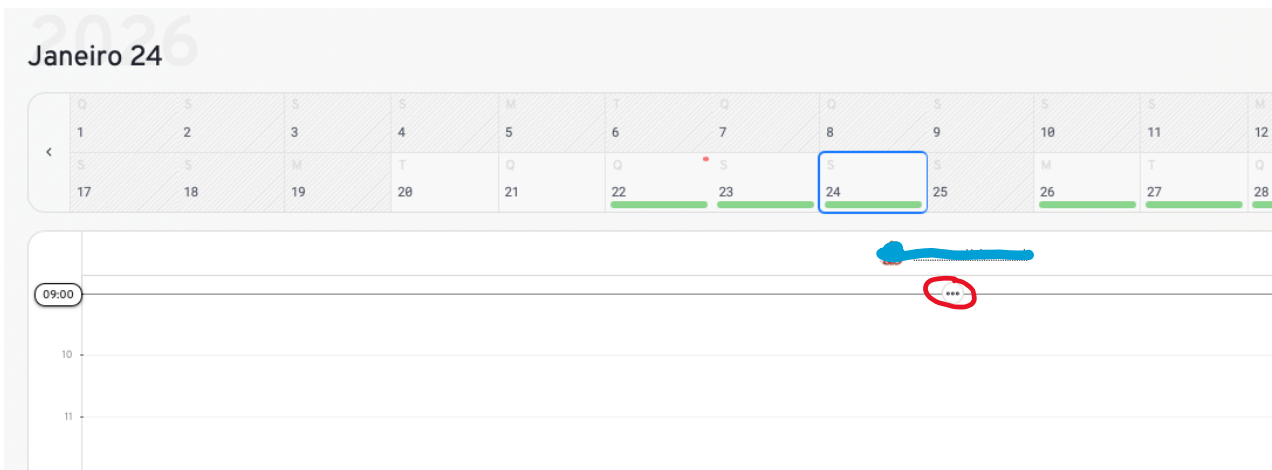 2026
Janeiro 24
Q S S S M T Q Q S S S M
1 2 3 4 5 6 7 8 9 10 11 12
S S M T Q Q S S S M T Q
17 18 19 20 21 22 23 24 25 26 27 28
09:00
10
11